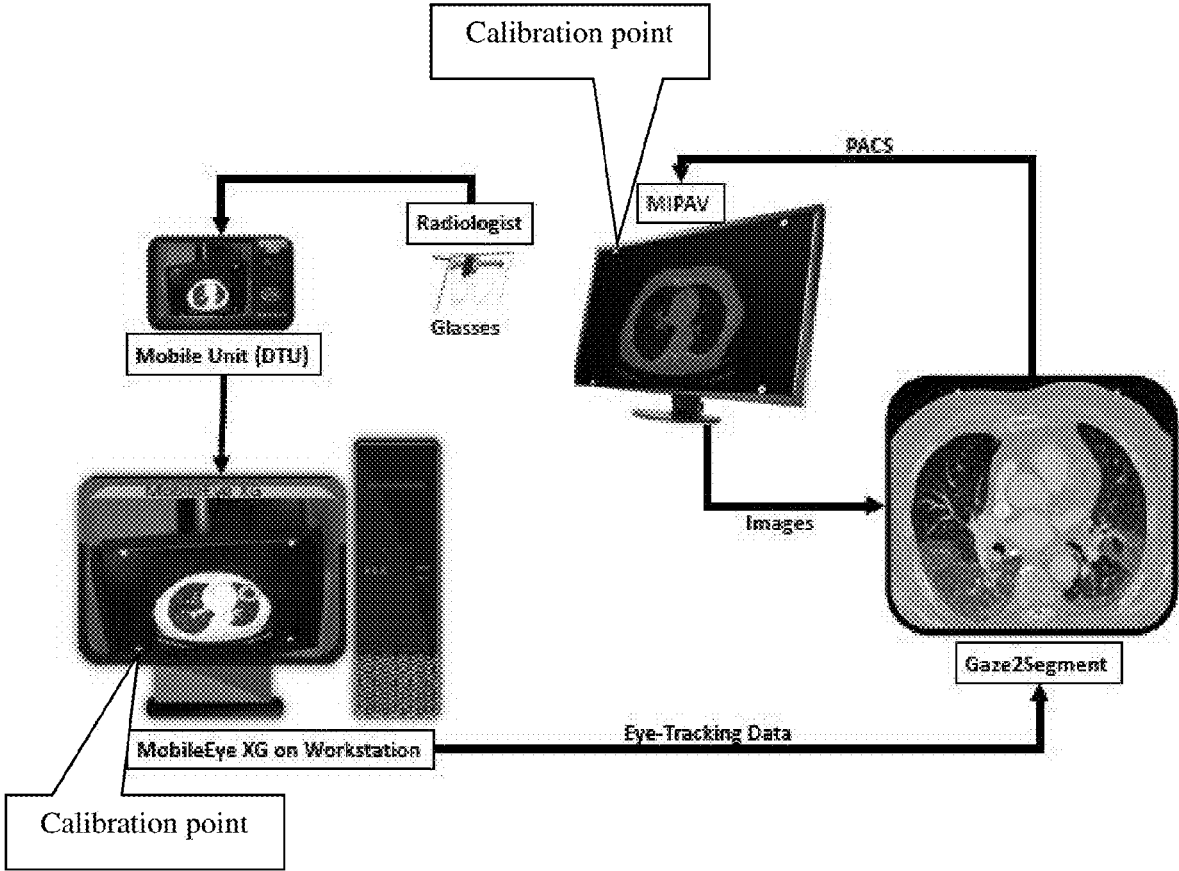 Calibration point
PACS
MIPAV
Radiologist
Glasses
Mobile Unit (DTU)
Images
Gaze2Segment
Eye-Tracking Data
MobileEye XG on Workstation
Calibration point